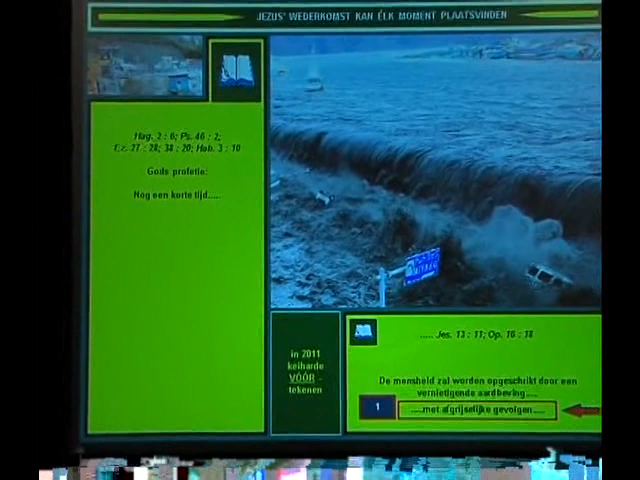 JEZUS' WEDERKOMST KAN ÉLK MOMENT PLAATSVINDEN
Hag. 2 : 6; Ps. 46 : 2;
Ez. 27 : 28; 38 : 20; Hab. 3 : 10
Gods profetie:
Nog een korte tijd.....
in 2011
keiharde
VÓÓR -
tekenen
..... Jes. 13 : 11; Op. 16 : 18
De mensheid zal worden opgeschrikt door een
vernietigende aardbeving....
1
....met afgrijselijke gevolgen....